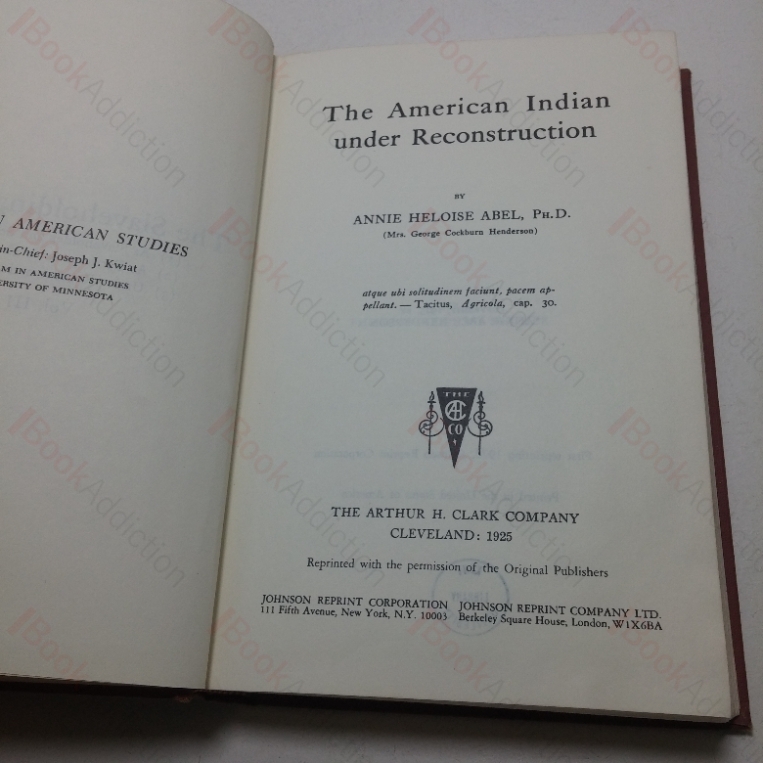 AMERICAN STUDIES
in-Chief: Joseph J. Kwiat
M IN AMERICAN STUDIES
ERSITY OF MINNESOTA
The American Indian
under Reconstruction
BY
ANNIE HELOISE ABEL, PH.D.
(Mrs. George Cockburn Henderson)
atque ubi solitudinem faciunt, pacem ap-
pellant. — Tacitus, Agricola, cap. 30.
THE
AHC
CO
THE ARTHUR H. CLARK COMPANY
CLEVELAND: 1925
Reprinted with the permission of the Original Publishers
JOHNSON REPRINT CORPORATION JOHNSON REPRINT COMPANY LTD.
111 Fifth Avenue, New York, N.Y. 10003 Berkeley Square House, London, W1X6BA
BookAddiction